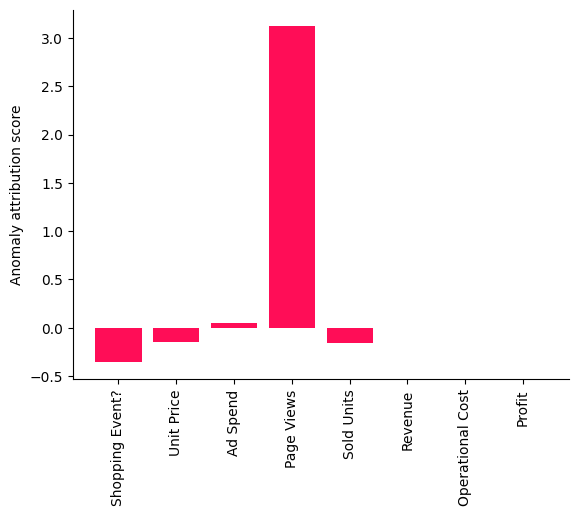 Anomaly attribution score
3.0
2.5
2.0
1.5
1.0
0.5
0.0
−0.5
Shopping Event?
Unit Price
Ad Spend
Page Views
Sold Units
Revenue
Operational Cost
Profit